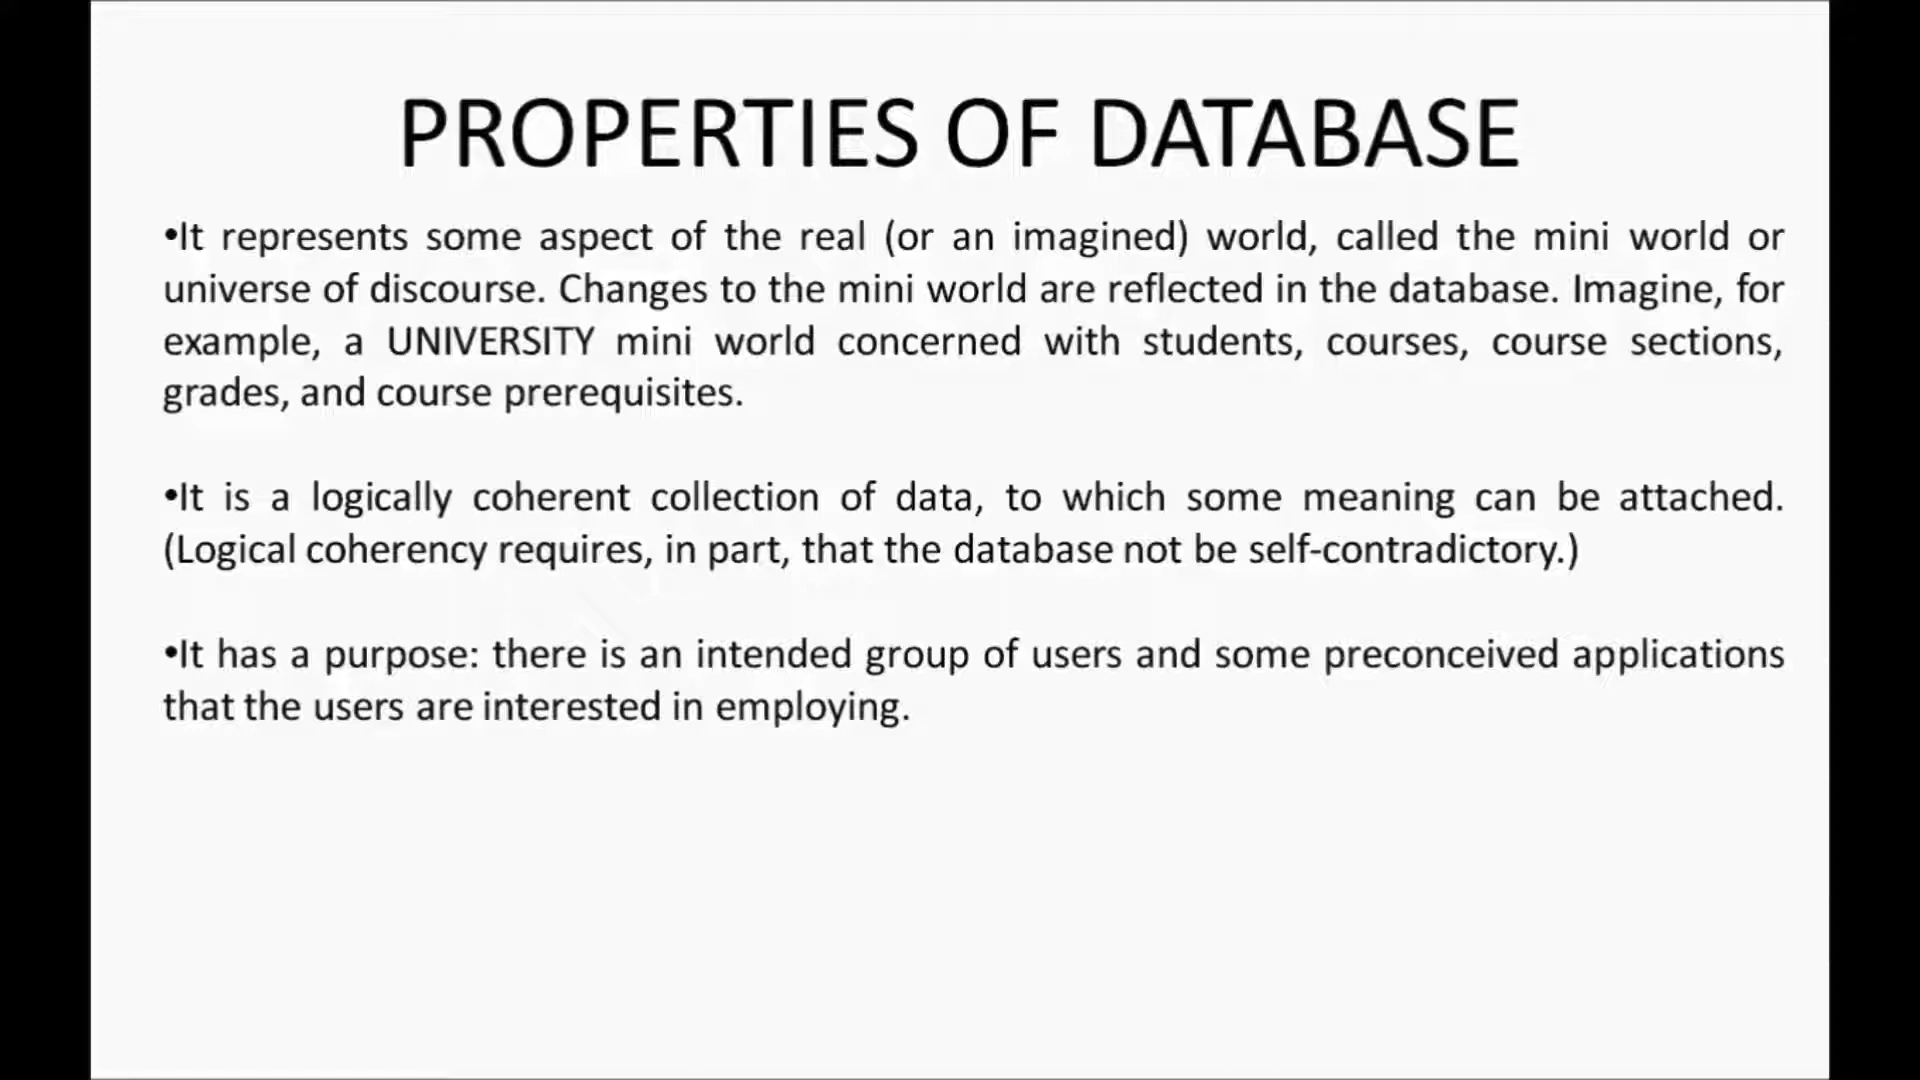 PROPERTIES OF DATABASE
•It represents some aspect of the real (or an imagined) world, called the mini world or
universe of discourse. Changes to the mini world are reflected in the database. Imagine, for
example, a UNIVERSITY mini world concerned with students, courses, course sections,
grades, and course prerequisites.
•It is a logically coherent collection of data, to which some meaning can be attached.
(Logical coherency requires, in part, that the database not be self-contradictory.)
•It has a purpose: there is an intended group of users and some preconceived applications
that the users are interested in employing.